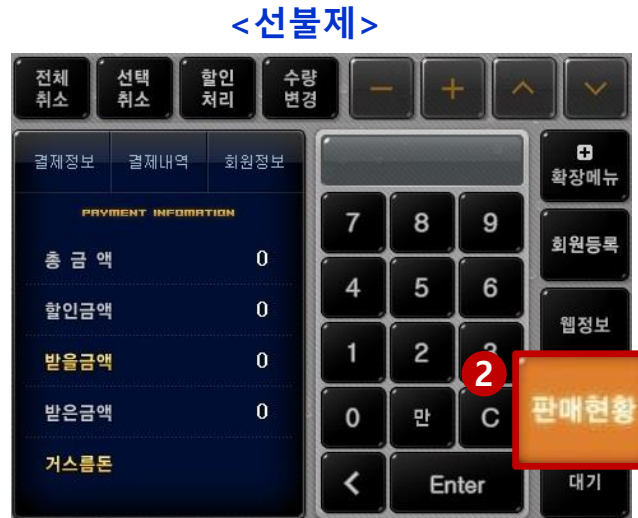 <선불제>
전체 취소
선택 취소
할인 처리
수량 변경
- + ^ v
결제정보 결제내역 회원정보
PAYMENT INFOMATION
총 금 액 0
할인금액 0
받을금액 0
받은금액 0
거스름돈
7 8 9
4 5 6
1 2 3
0 만 C
< Enter
확장메뉴
회원등록
웹정보
2
판매현황
대기